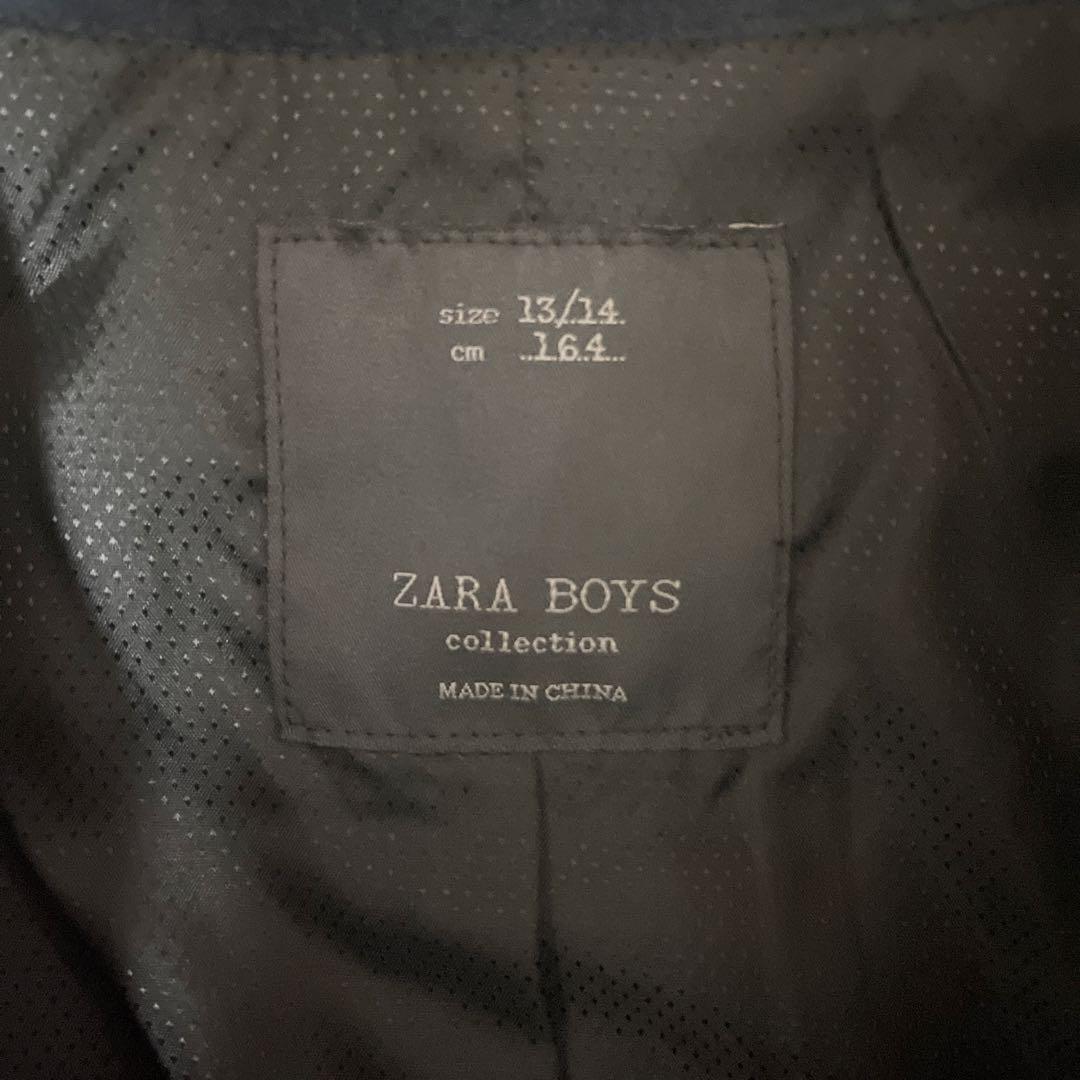 size 13/14
cm 164
ZARA BOYS
collection
MADE IN CHINA